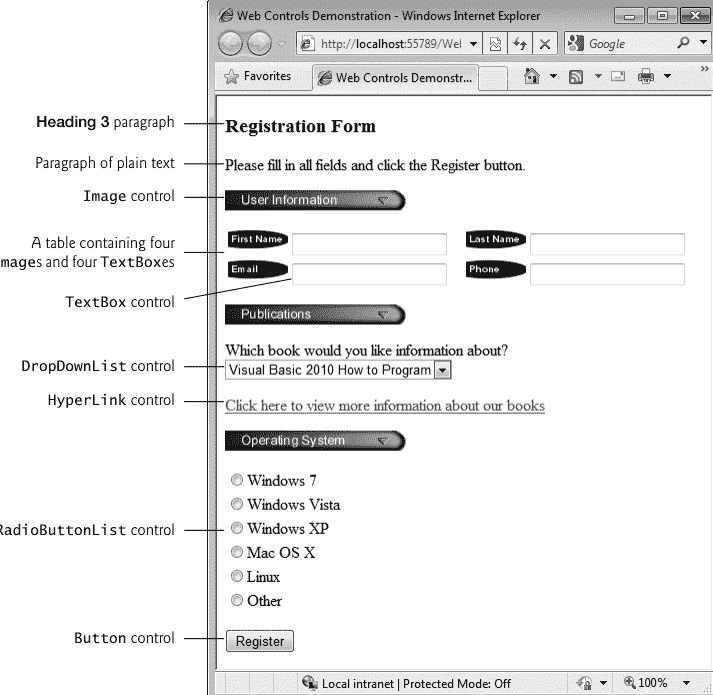 Web Controls Demonstration - Windows Internet Explorer
http://localhost:55789/Wel
Google
Favorites
Web Controls Demonstr...
Heading 3 paragraph
Registration Form
Paragraph of plain text
Please fill in all fields and click the Register button.
Image control
User Information
A table containing four
mages and four TextBoxes
First Name
Last Name
Email
Phone
TextBox control
Publications
Which book would you like information about?
DropDownList control
Visual Basic 2010 How to Program
HyperLink control
Click here to view more information about our books
Operating System
Windows 7
Windows Vista
RadioButtonList control
Windows XP
Mac OS X
Linux
Other
Button control
Register
Local intranet | Protected Mode: Off
100%